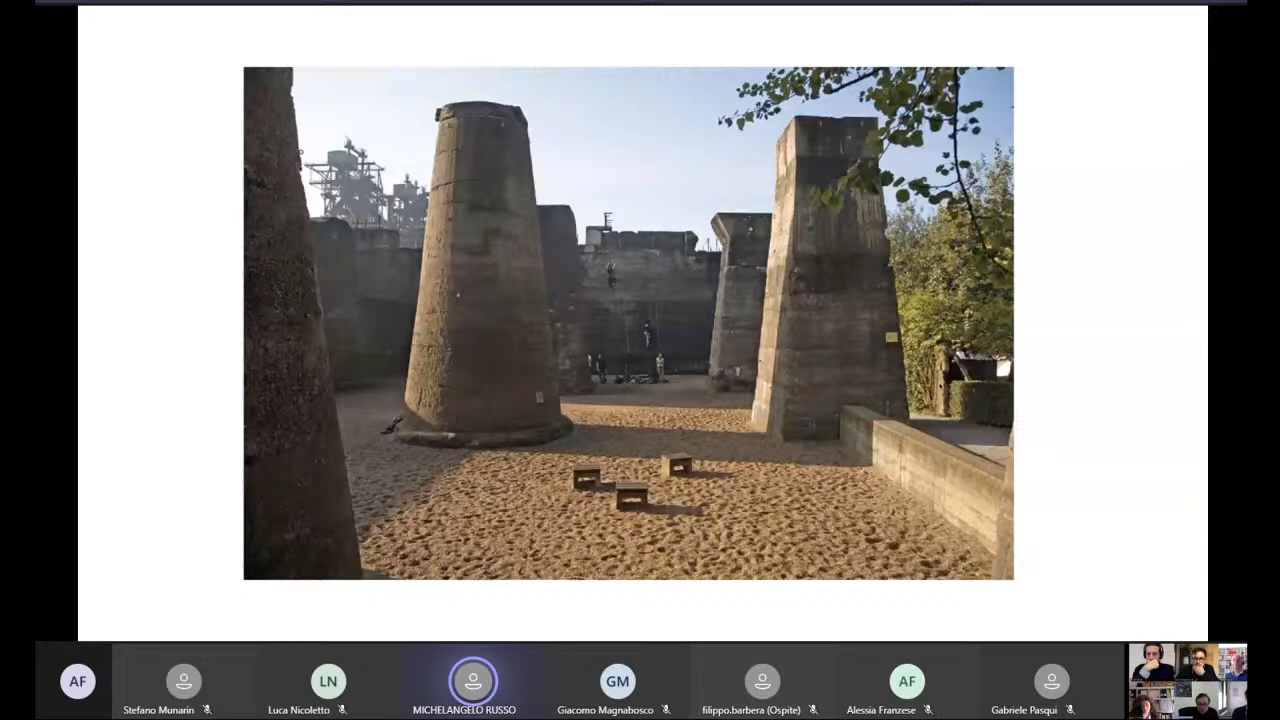 AF
LN
GM
AF
Stefano Munarin
Luca Nicoletto
MICHELANGELO RUSSO
Giacomo Magnabosco
filippo.barbera (Ospite)
Alessia Franzese
Gabriele Pasqui